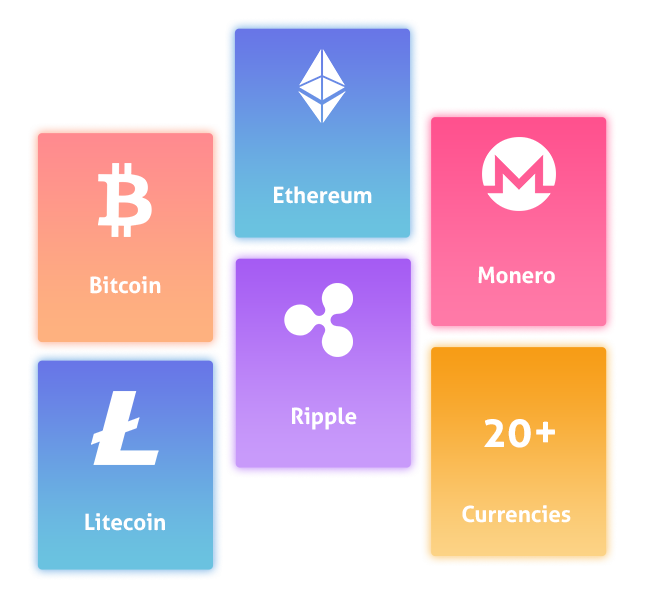 Ethereum
Bitcoin
Monero
Ripple
Litecoin
20+
Currencies